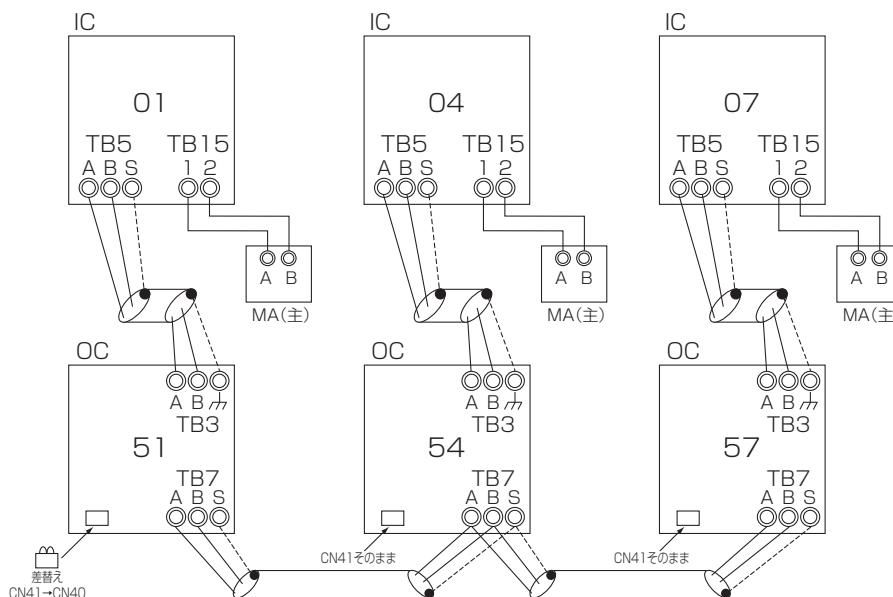 IC IC IC
01 04 07
TB5 TB15 TB5 TB15 TB5 TB15
A B S 1 2 A B S 1 2 A B S 1 2
A B A B A B
MA(主) MA(主) MA(主
OC OC OC
A B A B A B
TB3 TB3 TB3
51 54 57
TB7 TB7 TB7
A B S A B S A B S
CN41そのまま CN41そのまま
差替え
CN41→CN40